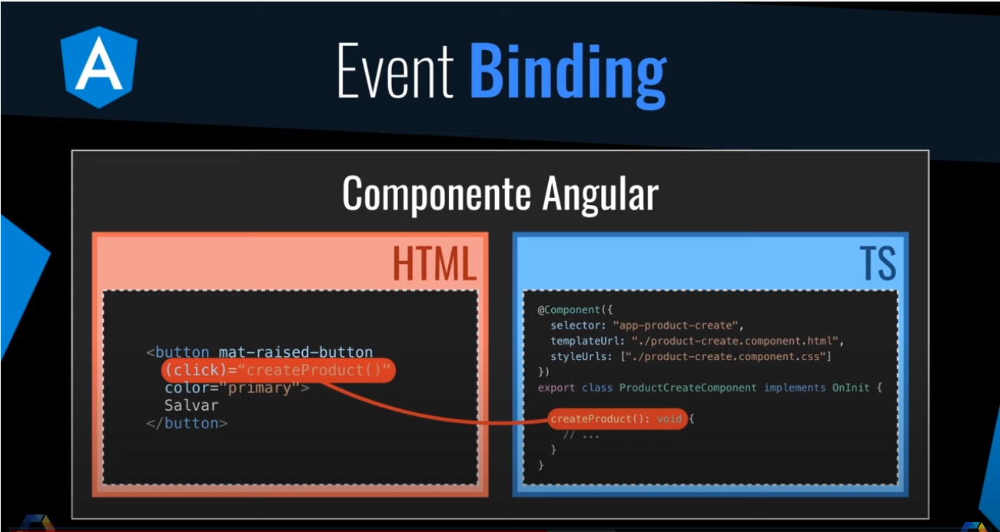 A
Event Binding
Componente Angular
HTML
<button mat-raised-button
(click)=“createProduct()"
color="primary">
Salvar
</button>
TS
@Component({
selector: "app-product-create",
templateUrl: "./product-create.component.html",
styleUrls: ["./product-create.component.css"]
})
export class ProductCreateComponent implements OnInit {
createProduct(): void {
// ...
}
}